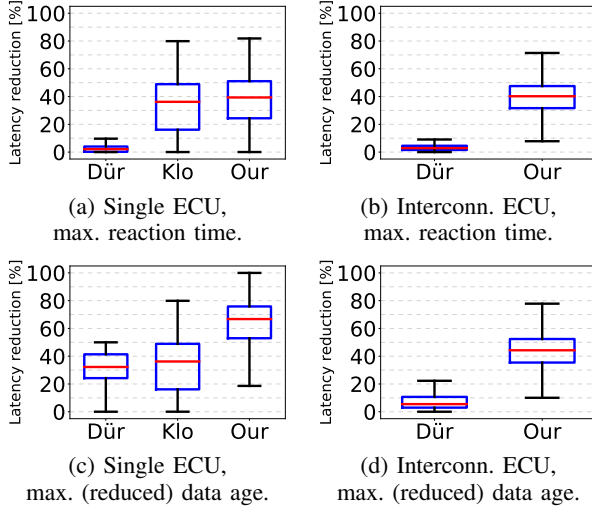 Latency reduction [%]
100
80
60
40
20
0
Dür Klo Our
(a) Single ECU,
max. reaction time.
Latency reduction [%]
100
80
60
40
20
0
Dür Our
(b) Interconn. ECU,
max. reaction time.
Latency reduction [%]
100
80
60
40
20
0
Dür Klo Our
(c) Single ECU,
max. (reduced) data age.
Latency reduction [%]
100
80
60
40
20
0
Dür Our
(d) Interconn. ECU,
max. (reduced) data age.